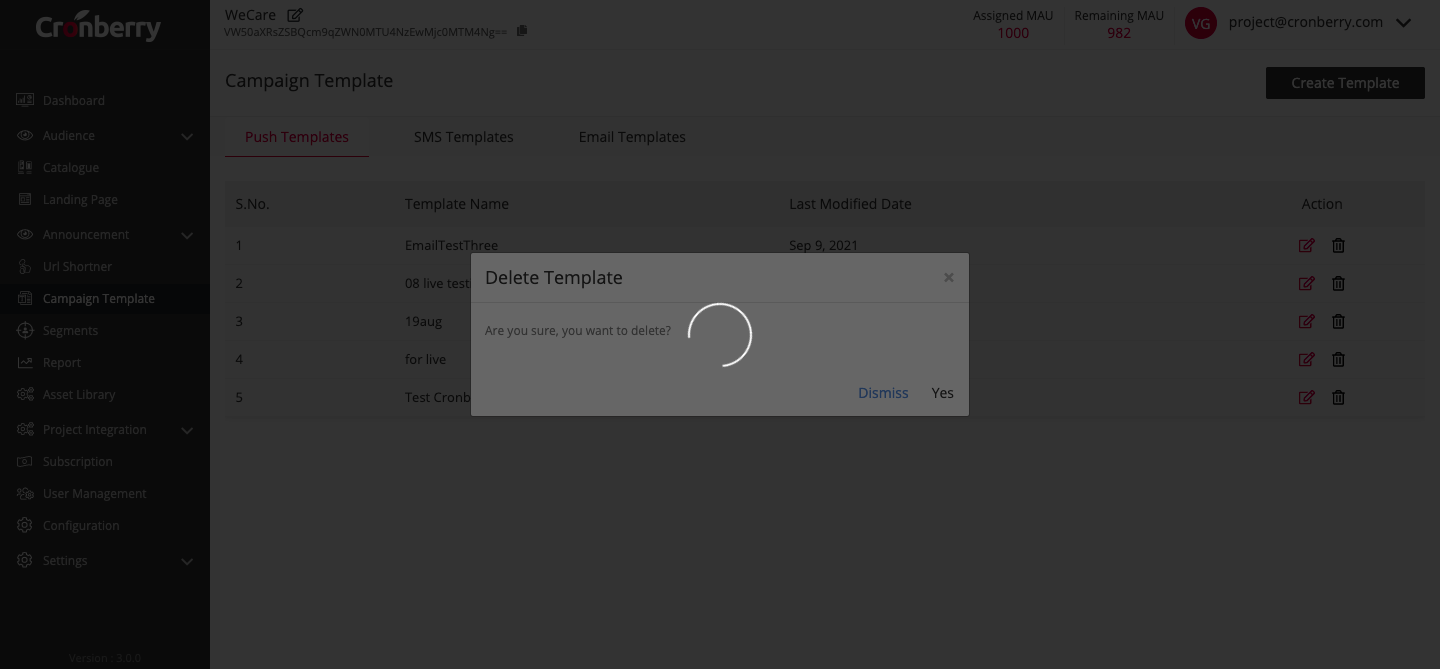 Cronberry
WeCare
VW50aXRsZSBQcm9qZWN0MTU4NzEwMjc0MTM4Ng==
Assigned MAU
1000
Remaining MAU
982
VG
project@cronberry.com
Dashboard
Audience
Catalogue
Landing Page
Announcement
Url Shortner
Campaign Template
Segments
Report
Asset Library
Project Integration
Subscription
User Management
Configuration
Settings
Version : 3.0.0
Campaign Template
Create Template
Push Templates SMS Templates Email Templates
S.No. Template Name Last Modified Date Action
1 EmailTestThree Sep 9, 2021
2 08 live test
3 19aug
4 for live
5 Test Cronb
Delete Template
×
Are you sure, you want to delete?
Dismiss Yes